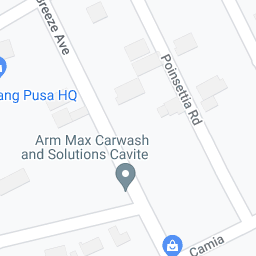 Breeze Ave
ang Pusa HQ
Poinsettia Rd
Arm Max Carwash
and Solutions Cavite
Camia